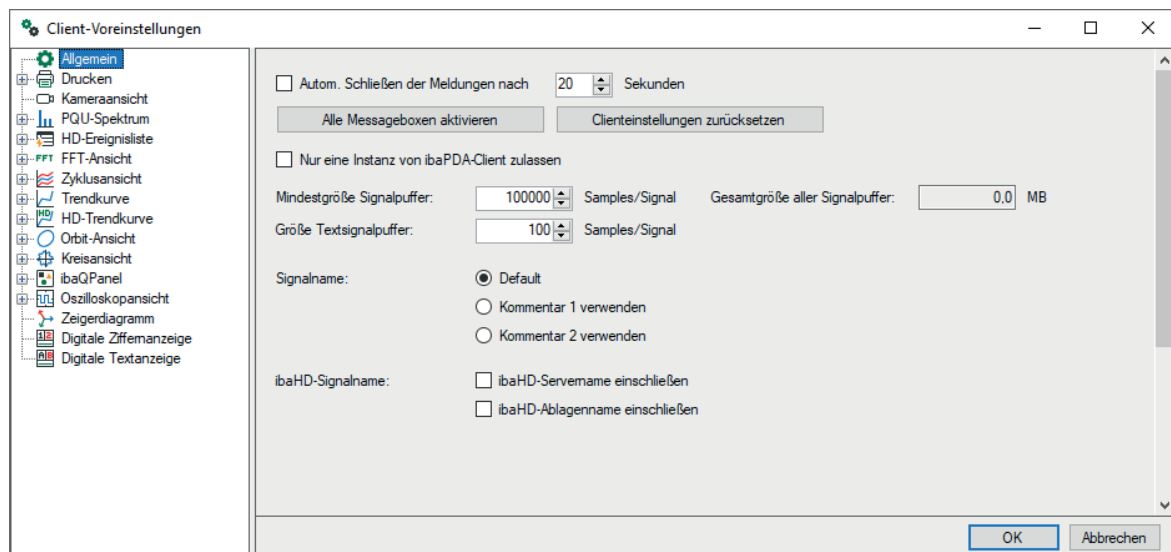 Client-Voreinstellungen
Allgemein
Drucken
Kameraansicht
PQU-Spektrum
HD-Ereignisliste
FFT FFT-Ansicht
Zyklusansicht
Trendkurve
HD HD-Trendkurve
Orbit-Ansicht
Kreisansicht
ibaQPanel
Oszilloskopansicht
Zeigerdiagramm
12 Digitale Ziffernanzeige
AB Digitale Textanzeige
Autom. Schließen der Meldungen nach 20 Sekunden
Alle Messageboxen aktivieren Clienteinstellungen zurücksetzen
Nur eine Instanz von ibaPDA-Client zulassen
Mindestgröße Signalpuffer: 100000 Samples/Signal Gesamtgröße aller Signalpuffer: 0,0 MB
Größe Textsignalpuffer: 100 Samples/Signal
Signalname: Default
Kommentar 1 verwenden
Kommentar 2 verwenden
ibaHD-Signalname: ibaHD-Servername einschließen
ibaHD-Ablagenname einschließen
OK Abbrechen